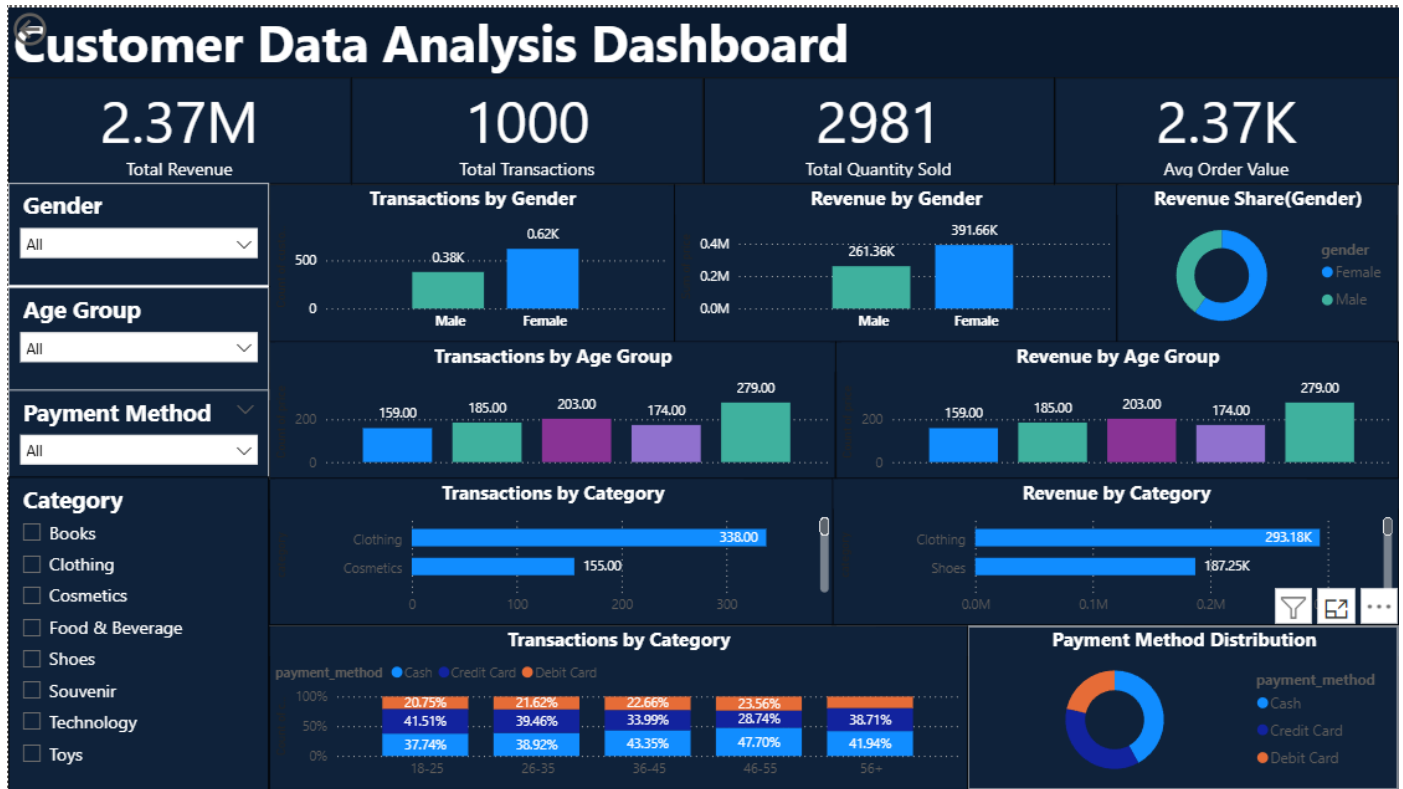 Customer Data Analysis Dashboard
2.37M
Total Revenue
1000
Total Transactions
2981
Total Quantity Sold
2.37K
Avg Order Value
Gender
All
Age Group
All
Payment Method
All
Category
Books
Clothing
Cosmetics
Food & Beverage
Shoes
Souvenir
Technology
Toys
Transactions by Gender
500
0
0.38K
0.62K
Male Female
Revenue by Gender
0.4M
0.2M
0.0M
261.36K
391.66K
Male Female
Revenue Share(Gender)
gender
Female
Male
Transactions by Age Group
200
0
159.00 185.00 203.00 174.00 279.00
Revenue by Age Group
200
0
159.00 185.00 203.00 174.00 279.00
Transactions by Category
Clothing 338.00
Cosmetics 155.00
0 100 200 300
Revenue by Category
Clothing 293.18K
Shoes 187.25K
0.0M 0.1M 0.2M
Transactions by Category
payment_method Cash Credit Card Debit Card
100%
50%
0%
20.75% 21.62% 22.66% 23.56%
41.51% 39.46% 33.99% 28.74% 38.71%
37.74% 38.92% 43.35% 47.70% 41.94%
18-25 26-35 36-45 46-55 56+
Payment Method Distribution
payment_method
Cash
Credit Card
Debit Card